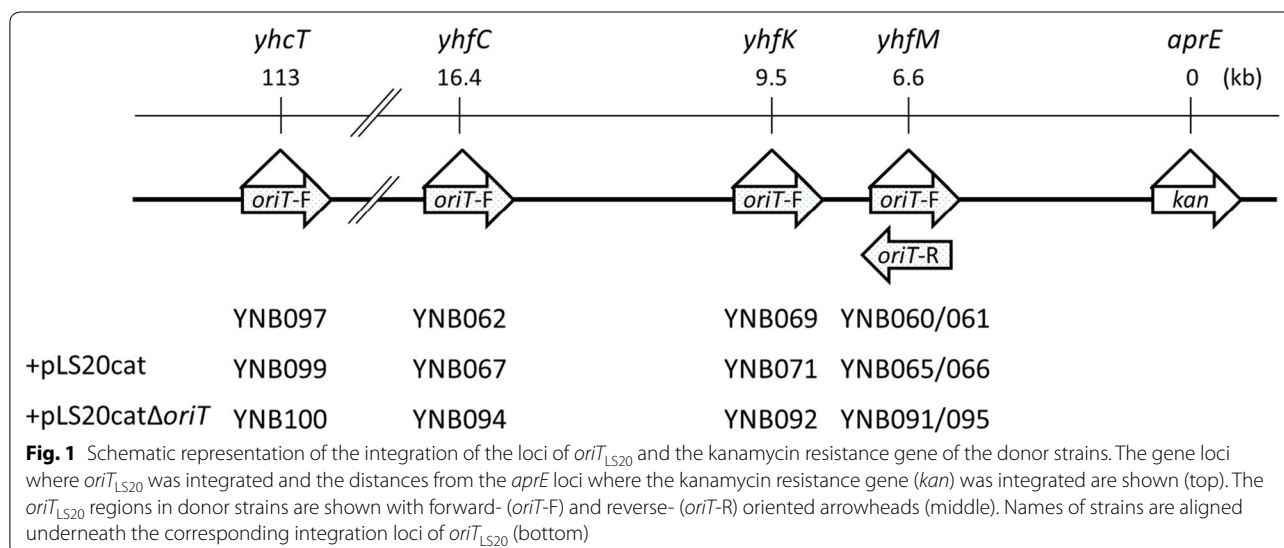 yhcT yhfC yhfK yhfM aprE
113 16.4 9.5 6.6 0 (kb)
oriT-F oriT-F oriT-F oriT-F kan
oriT-R
YNB097 YNB062 YNB069 YNB060/061
+pLS20cat YNB099 YNB067 YNB071 YNB065/066
+pLS20catΔoriT YNB100 YNB094 YNB092 YNB091/095
Fig. 1 Schematic representation of the integration of the loci of oriTLS20 and the kanamycin resistance gene of the donor strains. The gene loci
where oriTLS20 was integrated and the distances from the aprE loci where the kanamycin resistance gene (kan) was integrated are shown (top). The
oriTLS20 regions in donor strains are shown with forward- (oriT-F) and reverse- (oriT-R) oriented arrowheads (middle). Names of strains are aligned
underneath the corresponding integration loci of oriTLS20 (bottom)